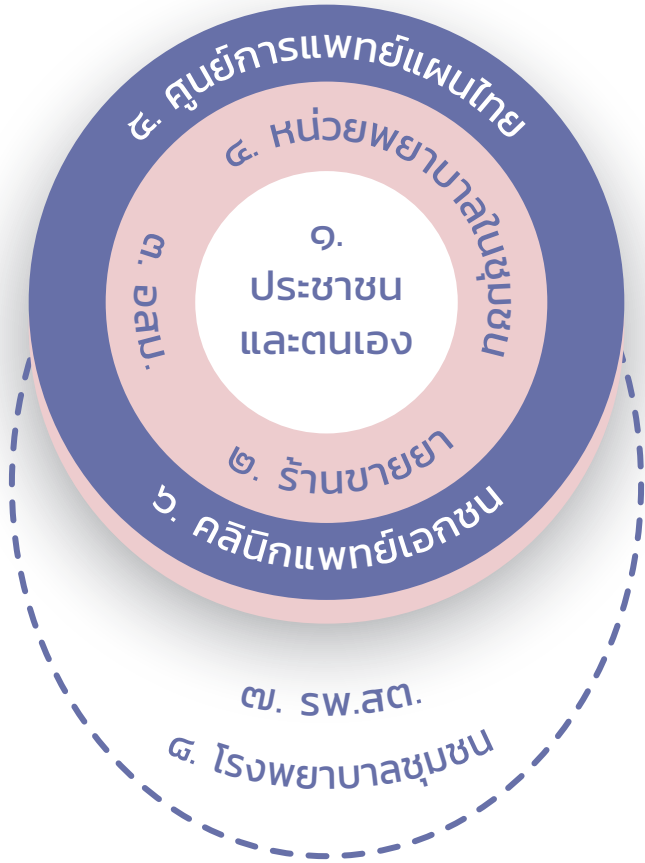 ๑.
ประชาชน
และตนเอง
๒. ร้านขายยา
๓. อสม.
๔. หน่วยพยาบาลในชุมชน
๕. ศูนย์การแพทย์แผนไทย
๖. คลินิกแพทย์เอกชน
๗. รพ.สต.
๘. โรงพยาบาลชุมชน